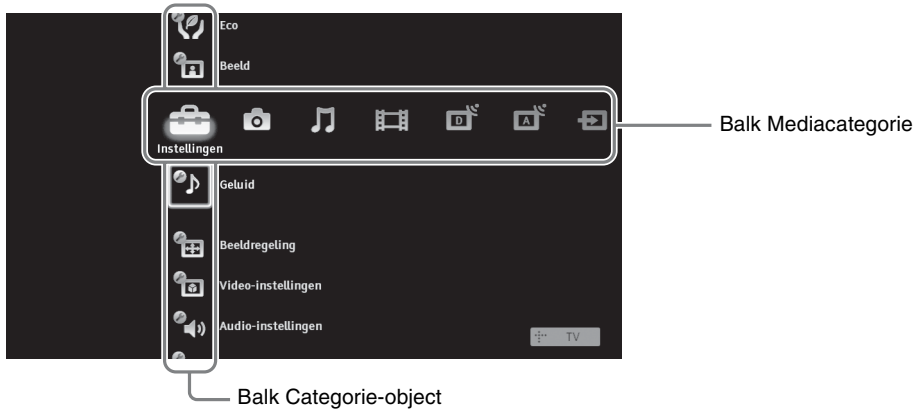 Eco
Beeld
Instellingen
D
A
Balk Mediacategorie
Geluid
Beeldregeling
Video-instellingen
Audio-instellingen
TV
Balk Categorie-object